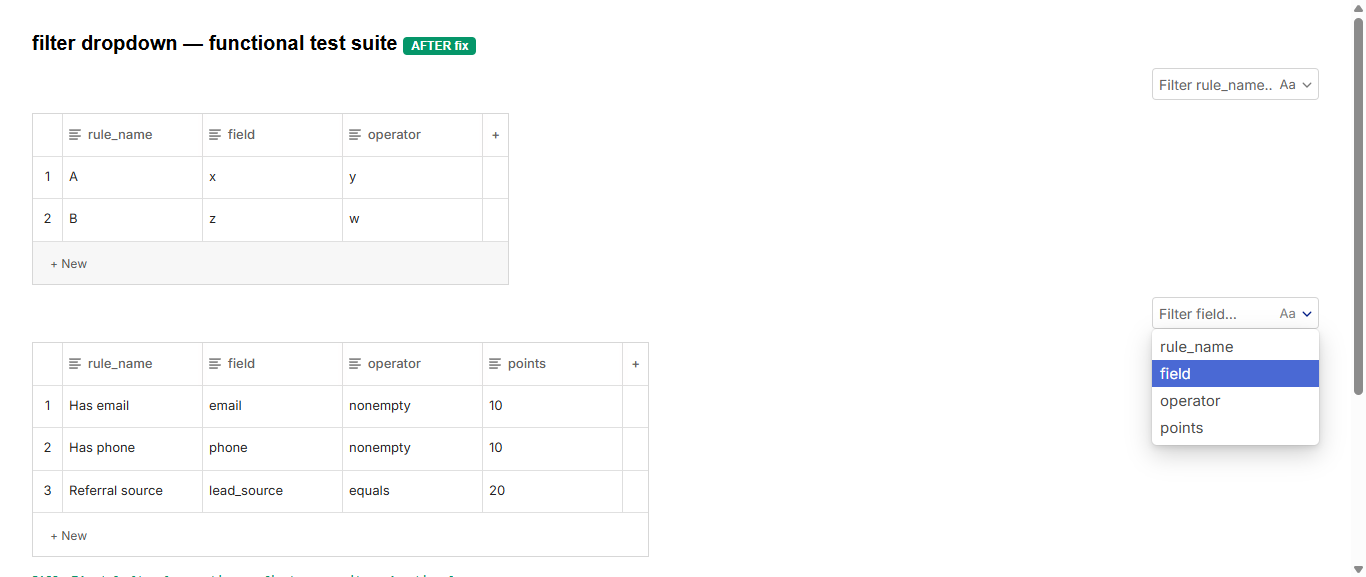 filter dropdown — functional test suite AFTER fix
Filter rule_name.. Aa
rule_name field operator +
1 A x y
2 B z w
+ New
Filter field... Aa
rule_name
field
operator
points
rule_name field operator points +
1 Has email email nonempty 10
2 Has phone phone nonempty 10
3 Referral source lead_source equals 20
+ New